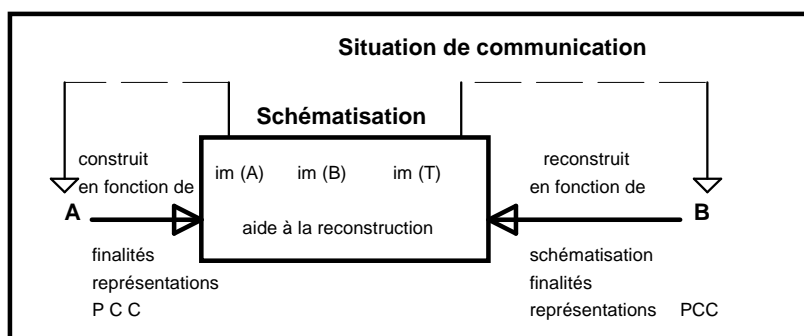 Situation de communication
Schématisation
construit
en fonction de
im (A) im (B) im (T)
reconstruit
en fonction de
A
aide à la reconstruction
B
finalités
représentations
P C C
schématisation
finalités
représentations PCC